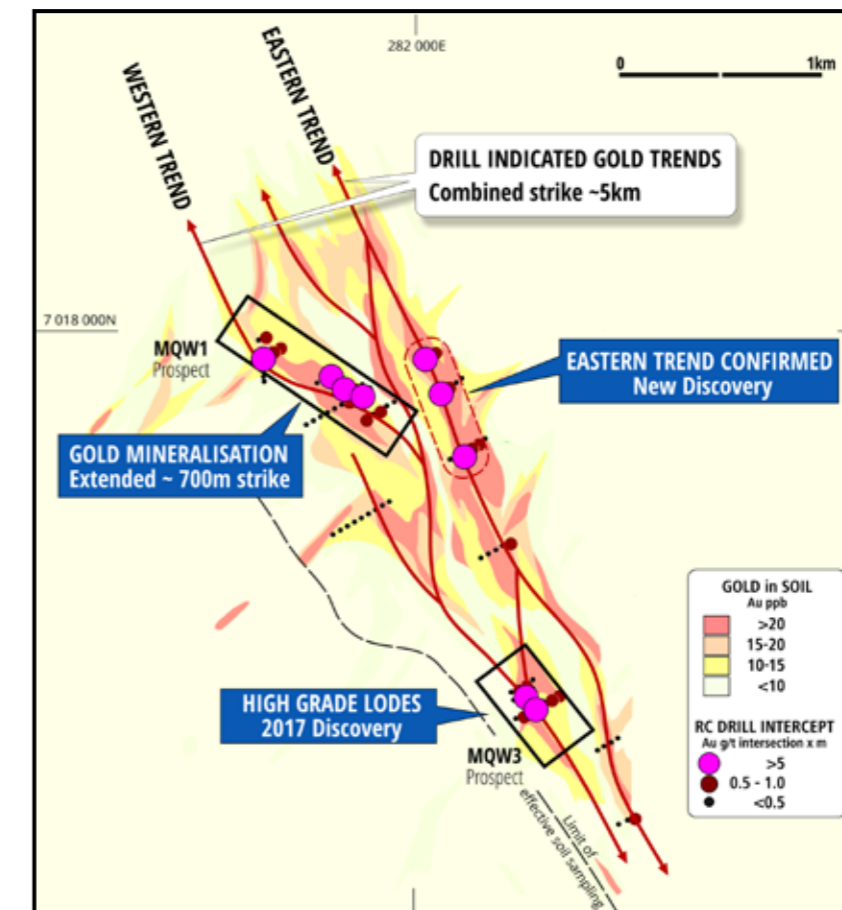 282 000E
0 1km
WESTERN TREND
EASTERN TREND
DRILL INDICATED GOLD TRENDS
Combined strike ~5km
7 018 000N
MQW1
Prospect
EASTERN TREND CONFIRMED
New Discovery
GOLD MINERALISATION
Extended ~ 700m strike
HIGH GRADE LODES
2017 Discovery
MQW3
Prospect
Limit of
effective soil sampling
GOLD in SOIL
Au ppb
>20
15-20
10-15
<10
RC DRILL INTERCEPT
Au g/t intersection x m
>5
0.5 - 1.0
<0.5